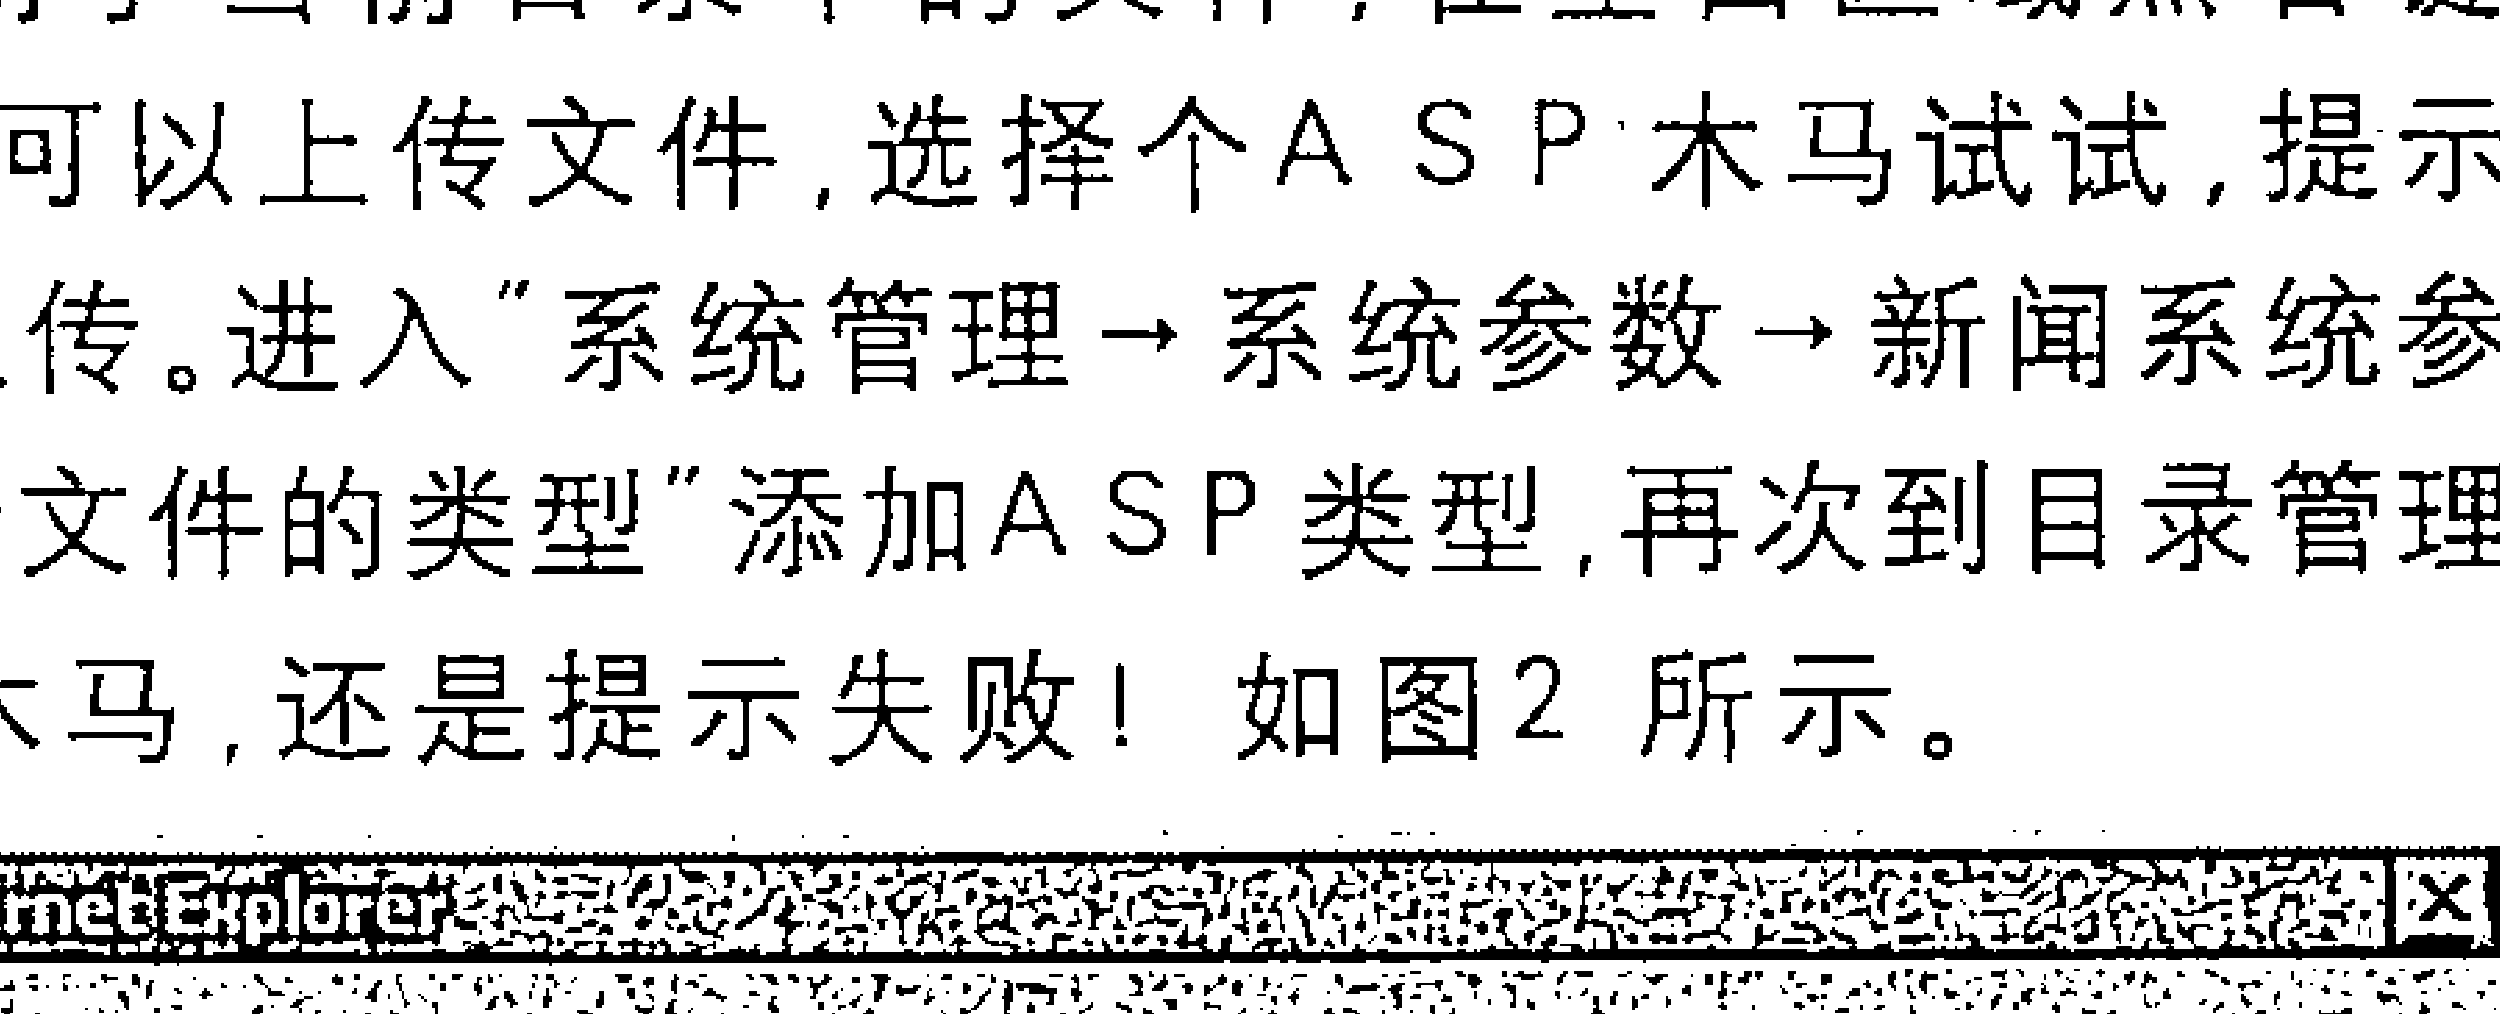 可以上传文件,选择个ASP木马试试,提示
传。进入"系统管理→系统参数→新闻系统参
文件的类型"添加ASP类型,再次到目录管理
木马,还是提示失败! 如图2 所示。
rnet Explorer